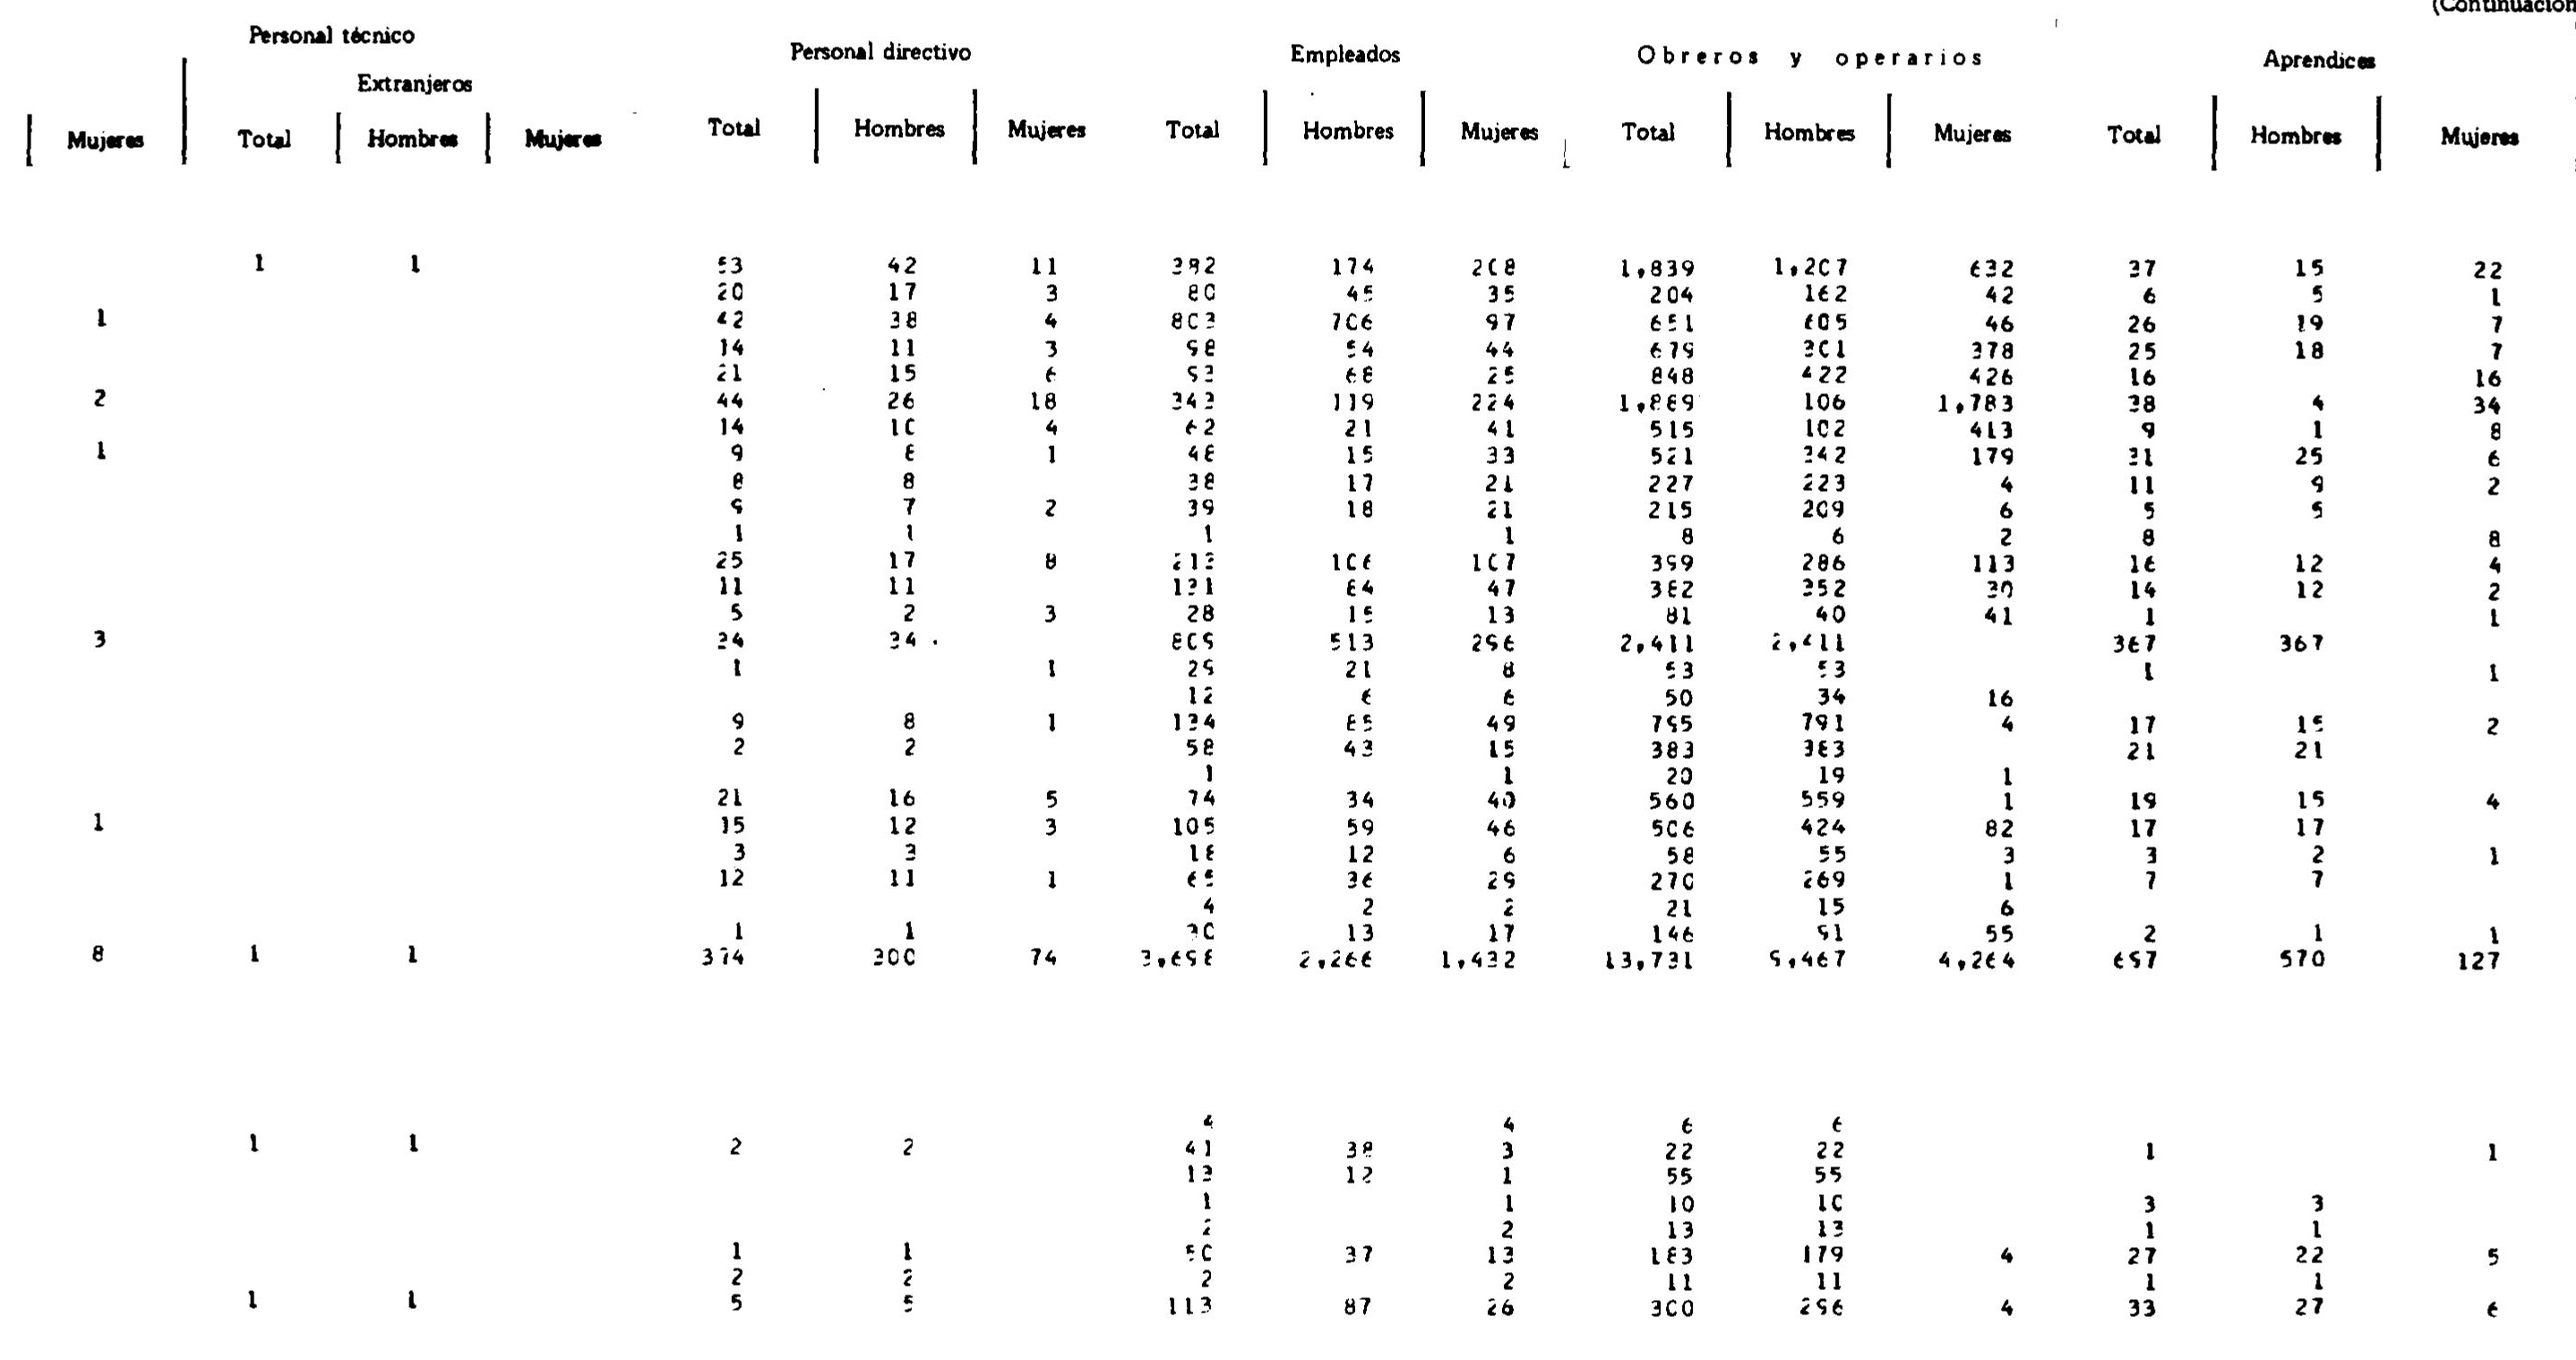 (Continuación
Personal técnico Personal directivo Empleados Obreros y operarios Aprendices
Extranjeros
Mujeres Total Hombres Mujeres Total Hombres Mujeres Total Hombres Mujeres Total Hombres Mujeres Total Hombres Mujeres
1 1 53 42 11 382 174 208 1,839 1,207 632 37 15 22
20 17 3 80 45 35 204 162 42 6 5 1
1 42 38 4 803 706 97 651 605 46 26 19 7
14 11 3 98 54 44 679 301 378 25 18 7
21 15 6 93 68 25 848 422 426 16 16
2 44 26 18 343 119 224 1,889 106 1,783 38 4 34
14 10 4 62 21 41 515 102 413 9 1 8
1 9 8 1 48 15 33 521 342 179 31 25 6
8 8 38 17 21 227 223 4 11 9 2
9 7 2 39 18 21 215 209 6 5 5
1 1 1 1 8 6 2 8 8
25 17 8 213 106 107 399 286 113 16 12 4
11 11 131 84 47 382 352 30 14 12 2
5 2 3 28 15 13 81 40 41 1 1
3 34 34 809 513 296 2,411 2,411 367 367
1 1 29 21 8 53 53 1 1
12 6 6 50 34 16
9 8 1 134 85 49 795 791 4 17 15 2
2 2 58 43 15 383 383 21 21
1 1 20 19 1
21 16 5 74 34 40 560 559 1 19 15 4
1 15 12 3 105 59 46 506 424 82 17 17
3 3 18 12 6 58 55 3 3 2 1
12 11 1 65 36 29 270 269 1 7 7
4 2 2 21 15 6
1 1 30 13 17 146 91 55 2 1 1
8 1 1 374 300 74 3,698 2,266 1,432 13,731 9,467 4,264 697 570 127
4 4 6 6
1 1 2 2 41 38 3 22 22 1 1
13 12 1 55 55
1 1 10 10 3 3
2 2 13 13 1 1
1 1 50 37 13 183 179 4 27 22 5
2 2 2 2 11 11 1 1
1 1 5 5 113 87 26 300 296 4 33 27 6